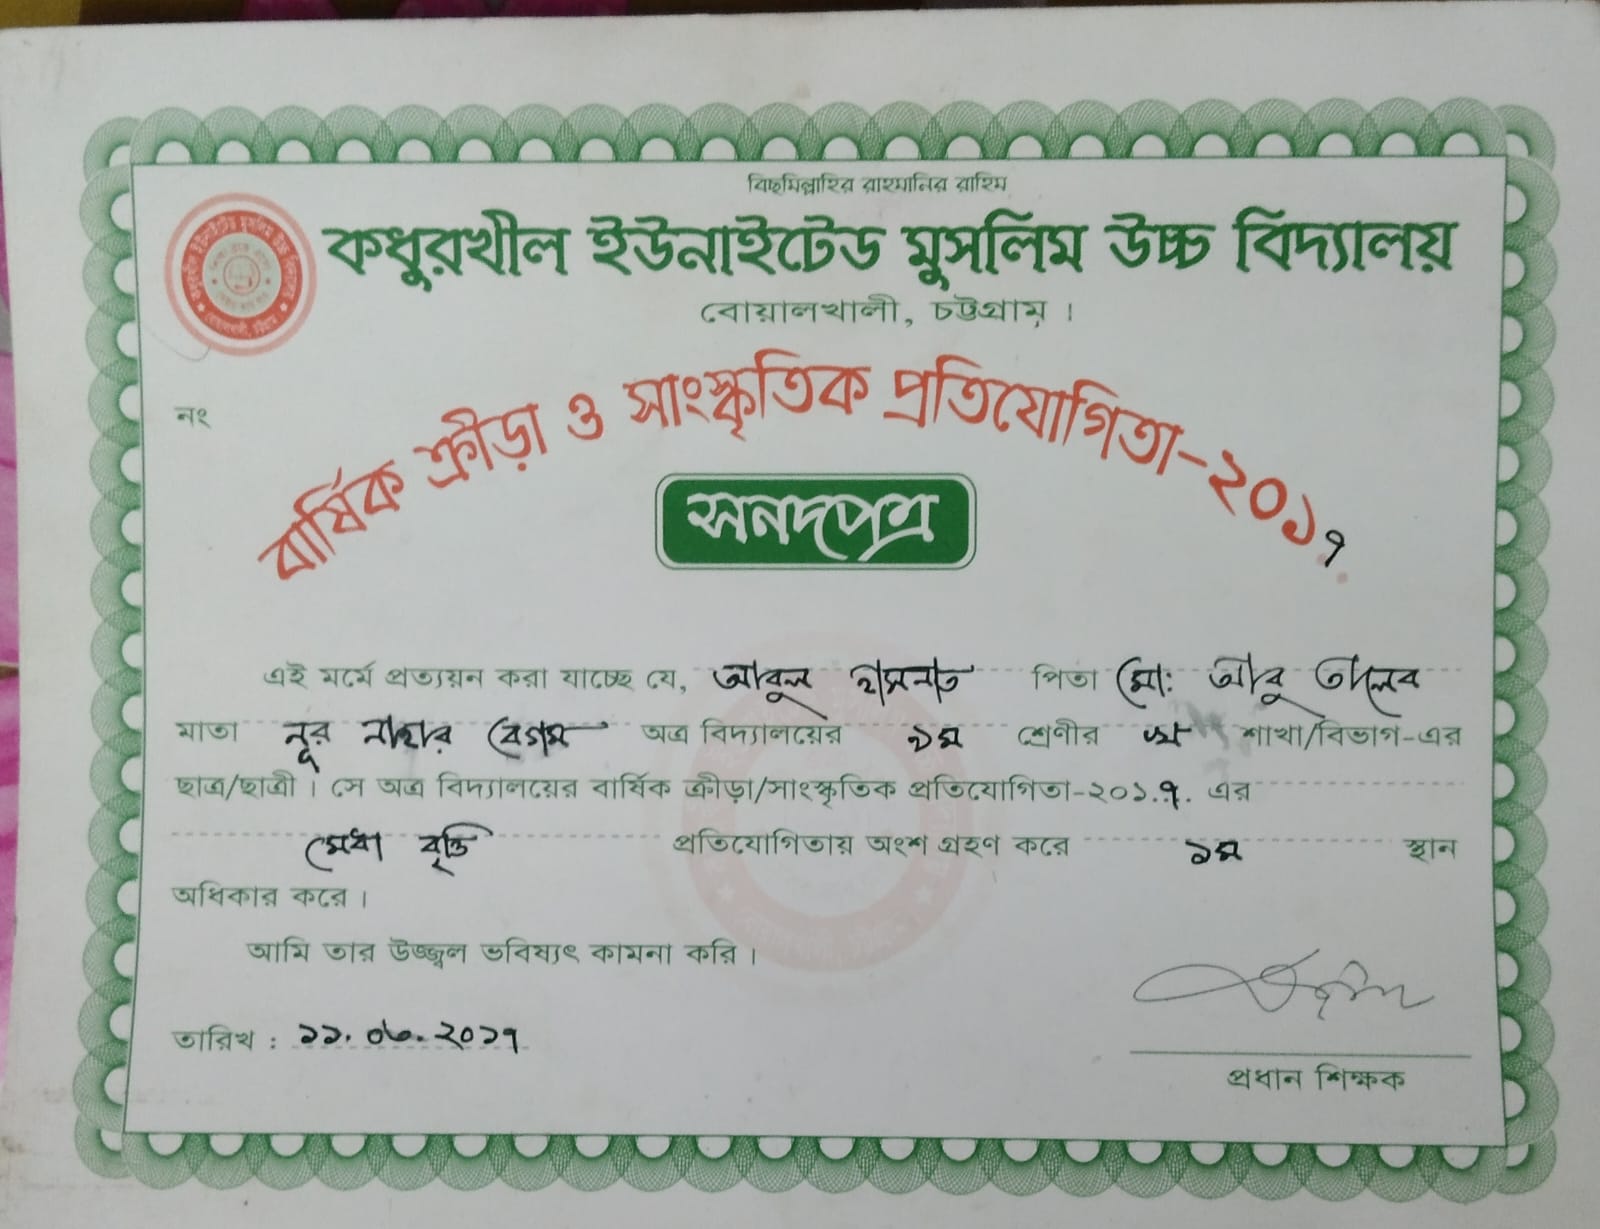 বিছমিল্লাহির রাহমানির রাহিম
কধুরখীল ইউনাইটেড মুসলিম উচ্চ বিদ্যালয়
বোয়ালখালী, চট্টগ্রাম ।
নং
বার্ষিক ক্রীড়া ও সাংস্কৃতিক প্রতিযোগিতা-২০১৭
সনদপত্র
এই মর্মে প্রত্যয়ন করা যাচ্ছে যে, আবুল হাসনাত পিতা মো: আবু তালেব
মাতা নূর নাহার বেগম অত্র বিদ্যালয়ের ৯ম শ্রেণীর শাখা/বিভাগ-এর
ছাত্র/ছাত্রী । সে অত্র বিদ্যালয়ের বার্ষিক ক্রীড়া/সাংস্কৃতিক প্রতিযোগিতা-২০১৭ এর
মেধা বৃত্তি প্রতিযোগিতায় অংশ গ্রহণ করে ১ম স্থান
অধিকার করে ।
আমি তার উজ্জ্বল ভবিষ্যৎ কামনা করি ।
তারিখ : ১১.০৬.২০১৭
প্রধান শিক্ষক